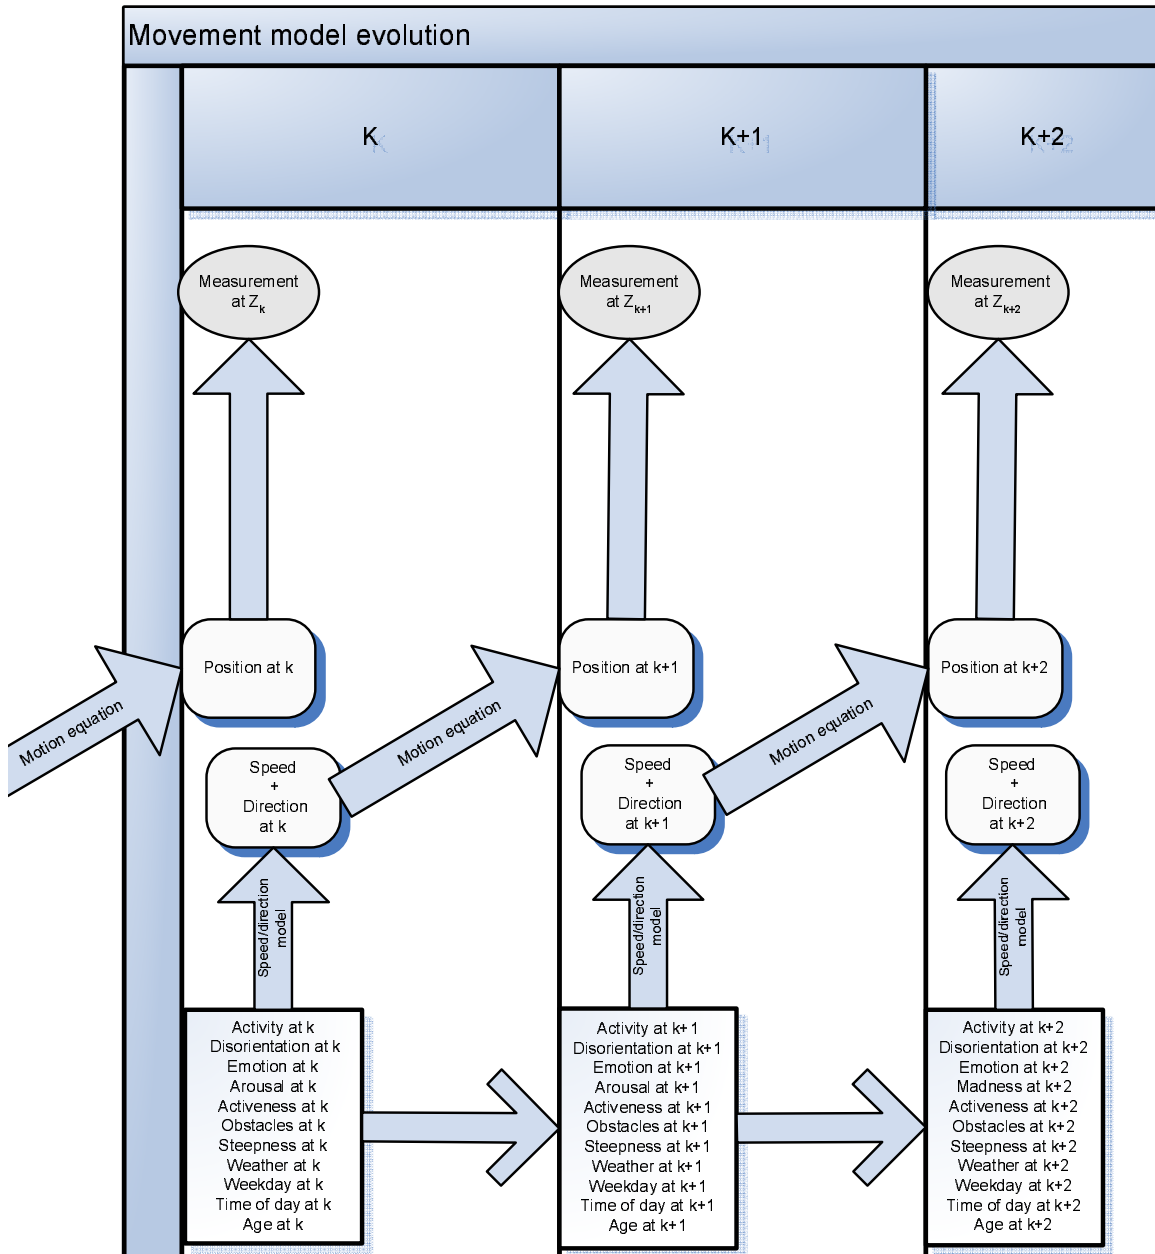 Movement model evolution
K
K+1
K+2
Measurement
at Zk
Measurement
at Zk+1
Measurement
at Zk+2
Position at k
Position at k+1
Position at k+2
Motion equation
Motion equation
Motion equation
Speed
+
Direction
at k
Speed
+
Direction
at k+1
Speed
+
Direction
at k+2
Speed/direction
model
Speed/direction
model
Speed/direction
model
Activity at k
Disorientation at k
Emotion at k
Arousal at k
Activeness at k
Obstacles at k
Steepness at k
Weather at k
Weekday at k
Time of day at k
Age at k
Activity at k+1
Disorientation at k+1
Emotion at k+1
Arousal at k+1
Activeness at k+1
Obstacles at k+1
Steepness at k+1
Weather at k+1
Weekday at k+1
Time of day at k+1
Age at k+1
Activity at k+2
Disorientation at k+2
Emotion at k+2
Madness at k+2
Activeness at k+2
Obstacles at k+2
Steepness at k+2
Weather at k+2
Weekday at k+2
Time of day at k+2
Age at k+2